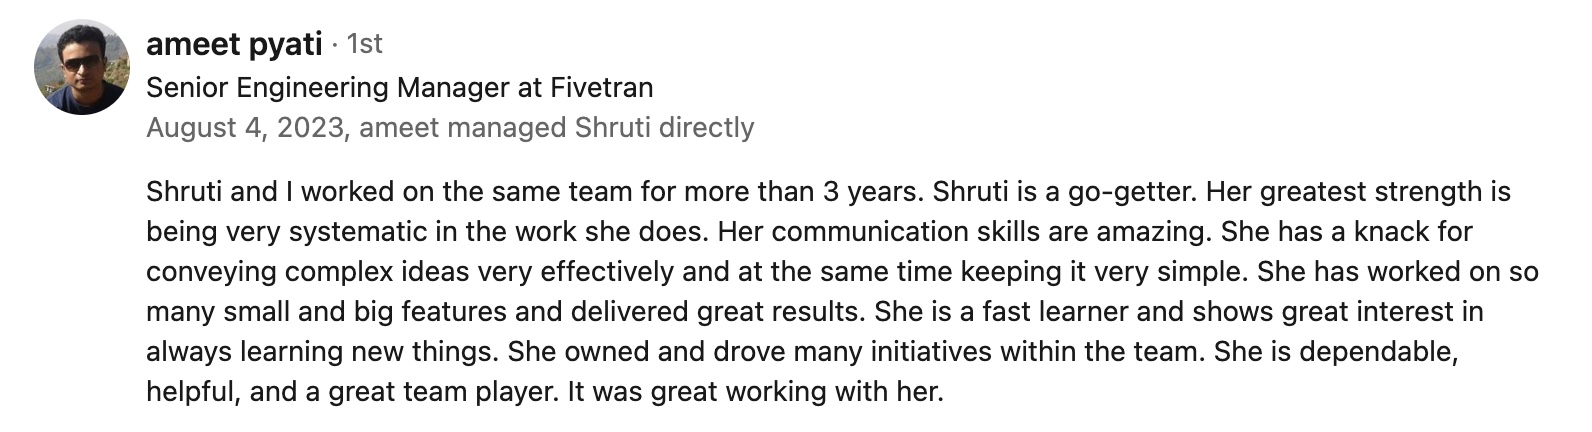 ameet pyati · 1st
Senior Engineering Manager at Fivetran
August 4, 2023, ameet managed Shruti directly
Shruti and I worked on the same team for more than 3 years. Shruti is a go-getter. Her greatest strength is
being very systematic in the work she does. Her communication skills are amazing. She has a knack for
conveying complex ideas very effectively and at the same time keeping it very simple. She has worked on so
many small and big features and delivered great results. She is a fast learner and shows great interest in
always learning new things. She owned and drove many initiatives within the team. She is dependable,
helpful, and a great team player. It was great working with her.